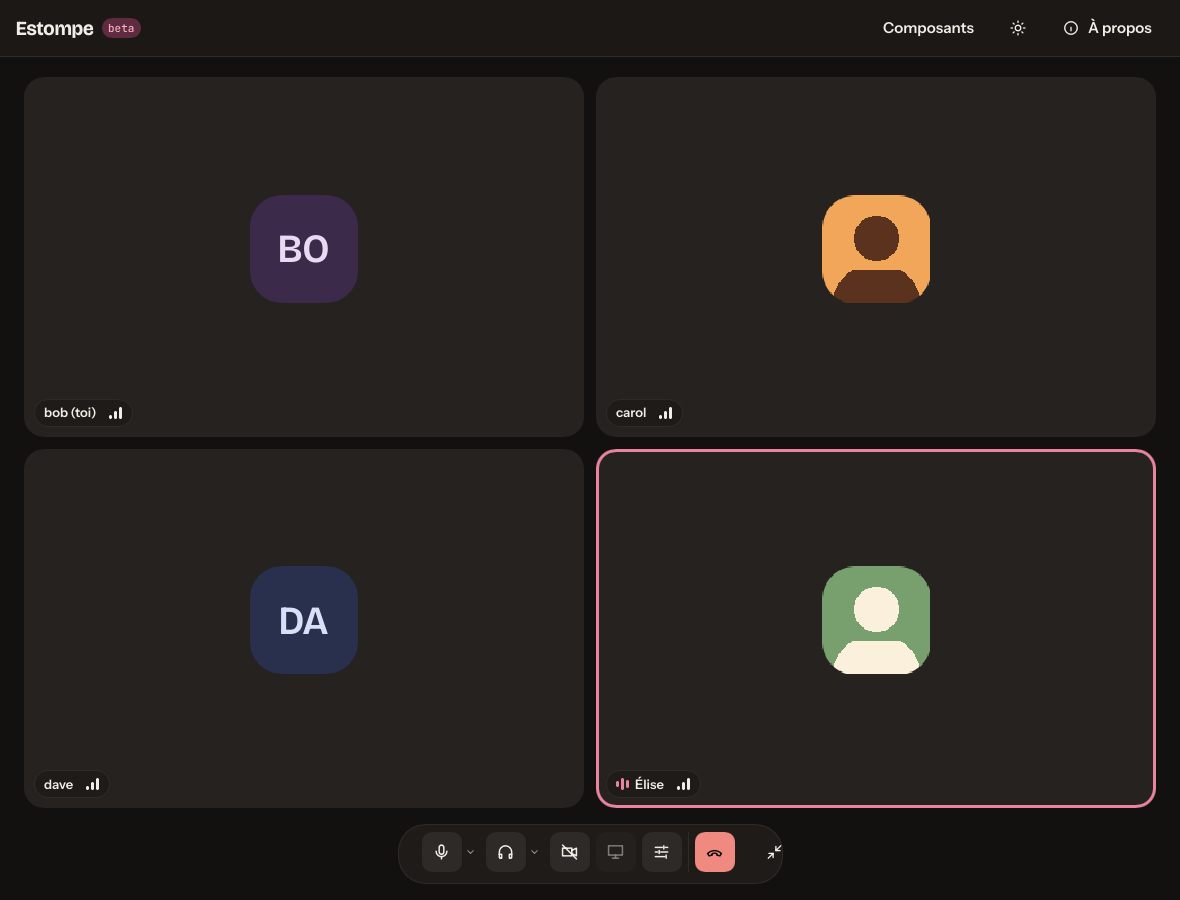 Estompe beta
Composants
À propos
BO
bob (toi)
carol
DA
dave
Élise